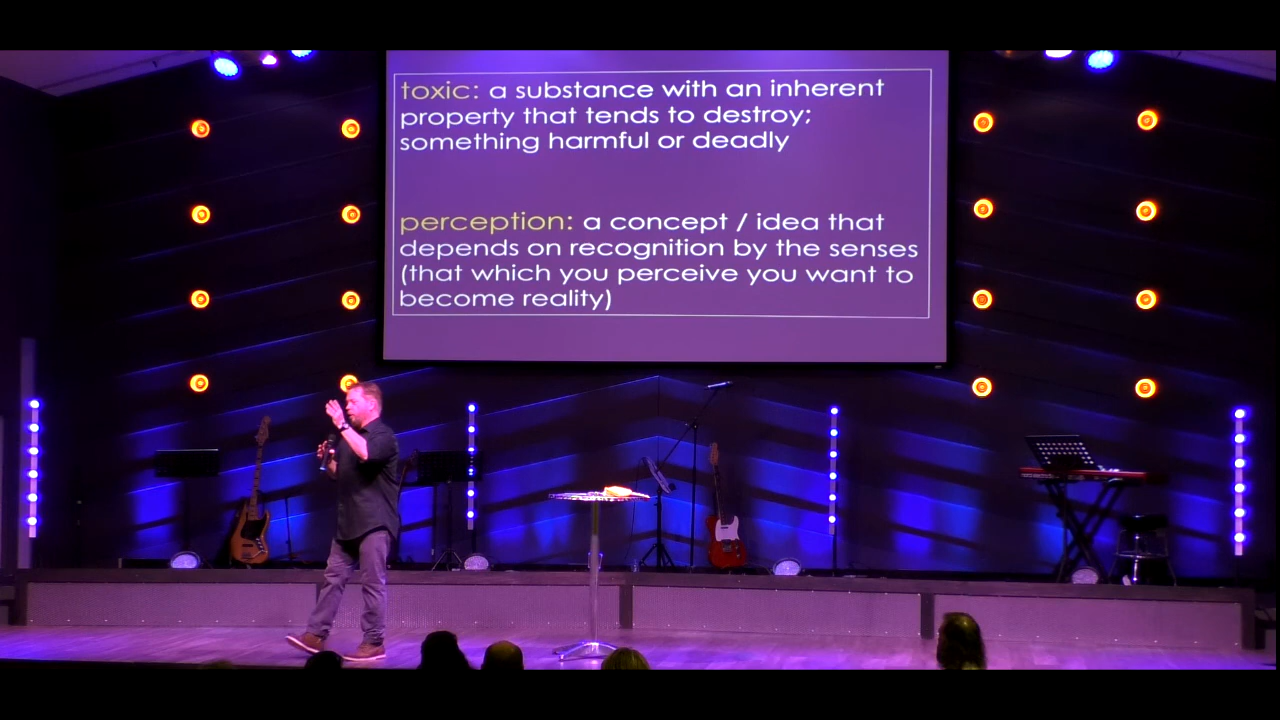 toxic: a substance with an inherent
property that tends to destroy;
something harmful or deadly
perception: a concept / idea that
depends on recognition by the senses
(that which you perceive you want to
become reality)